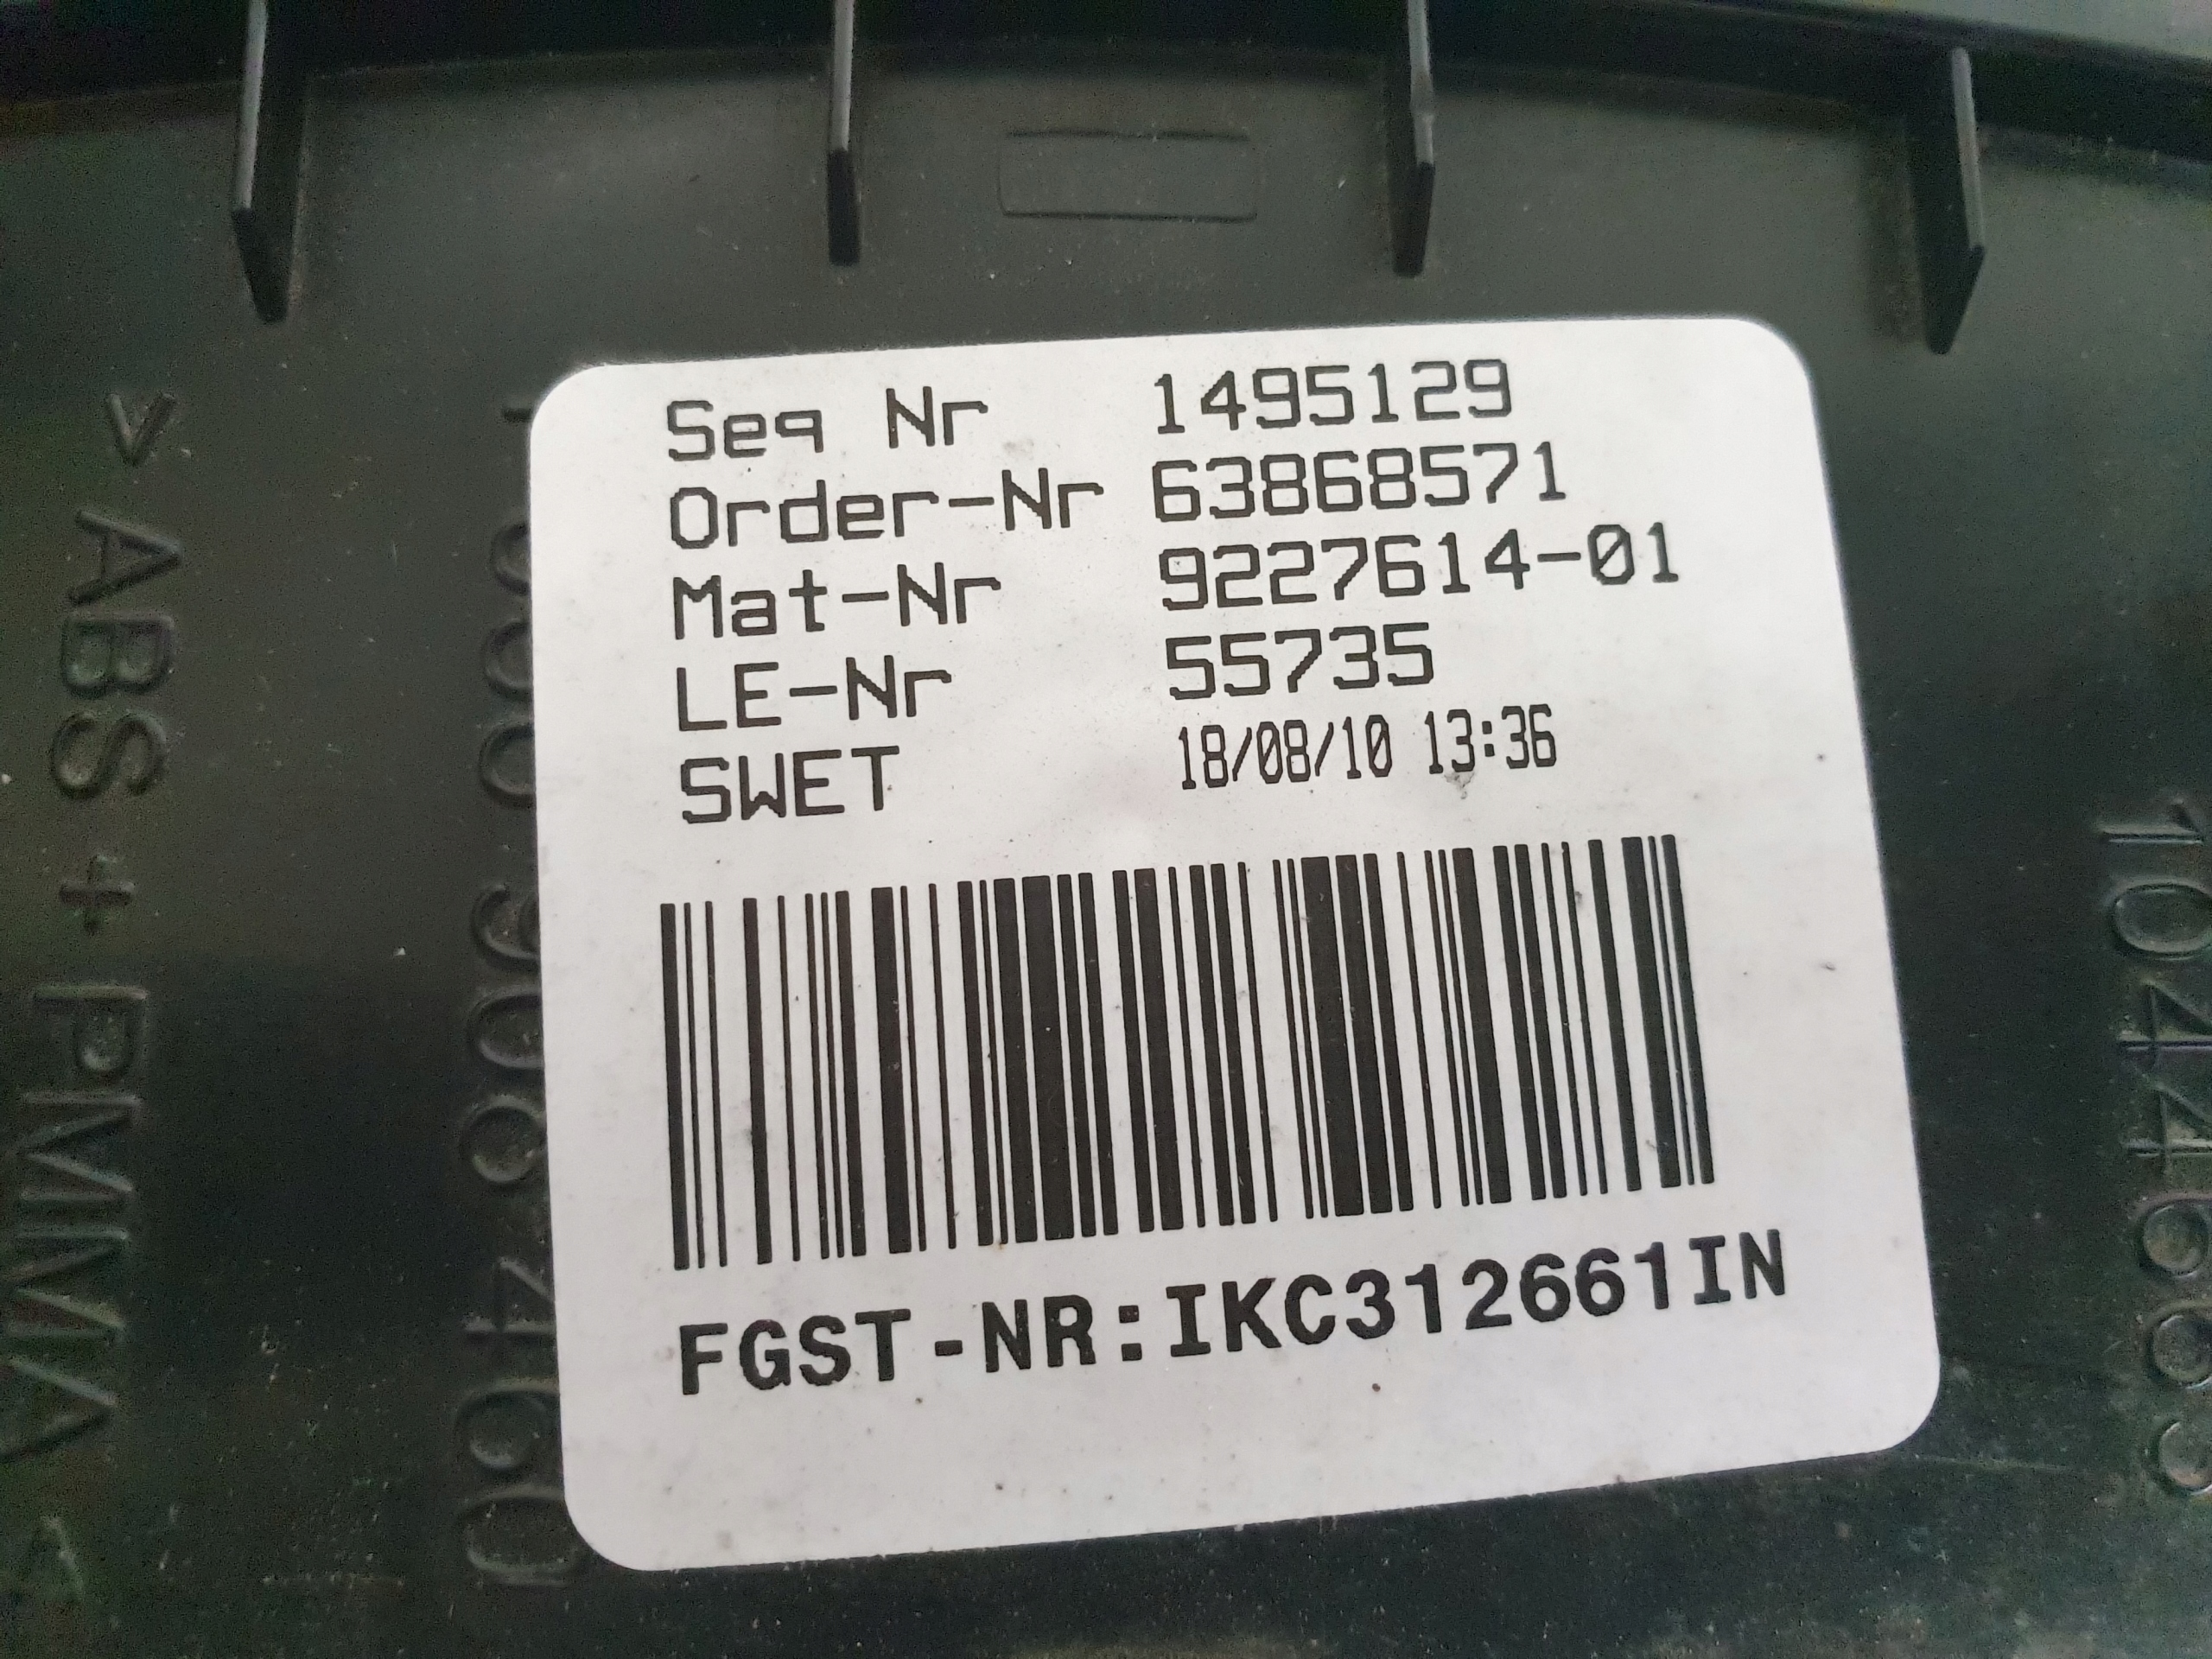 Seq Nr 1495129
Order-Nr 63868571
Mat-Nr 9227614-01
LE-Nr 55735
SWET 18/08/10 13:36
FGST-NR:IKC312661IN
> ABS + PMMA <